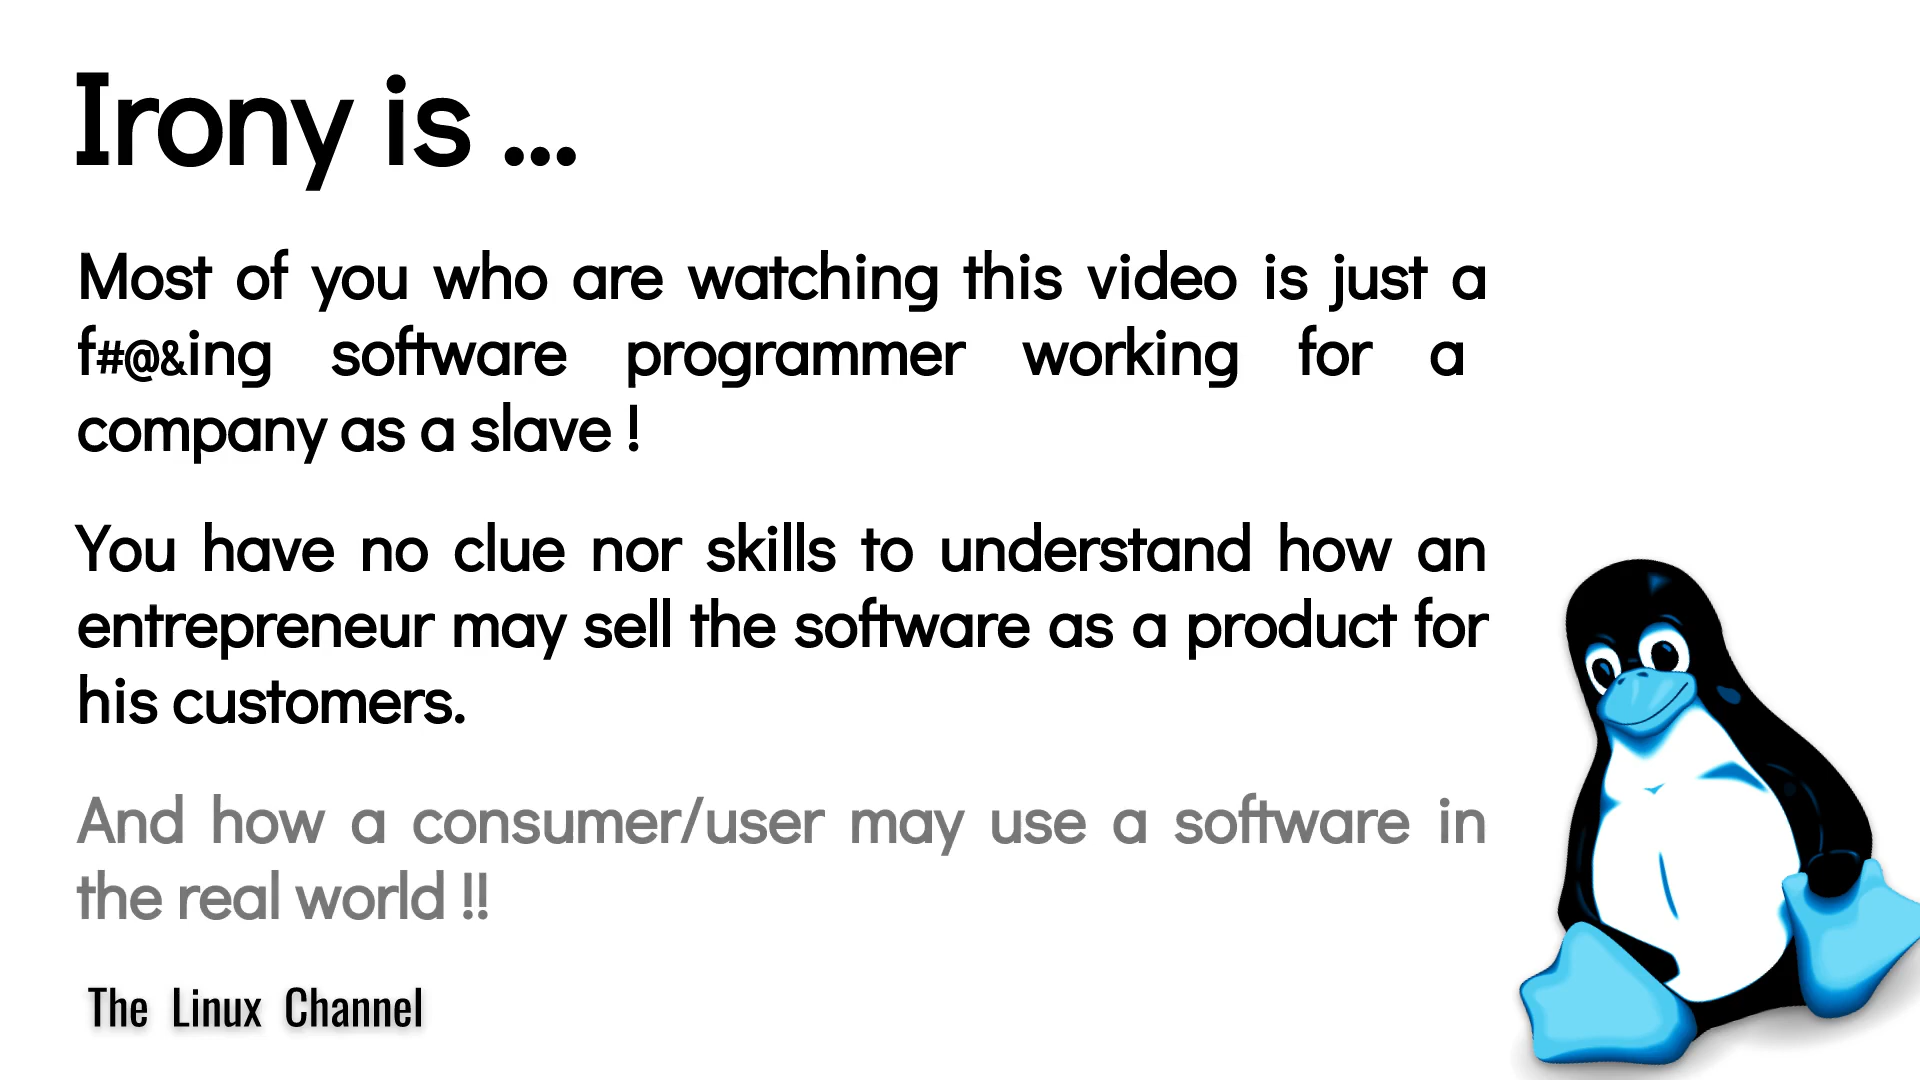 Irony is ...
Most of you who are watching this video is just a
f#@&ing software programmer working for a
company as a slave !
You have no clue nor skills to understand how an
entrepreneur may sell the software as a product for
his customers.
And how a consumer/user may use a software in
the real world !!
The Linux Channel